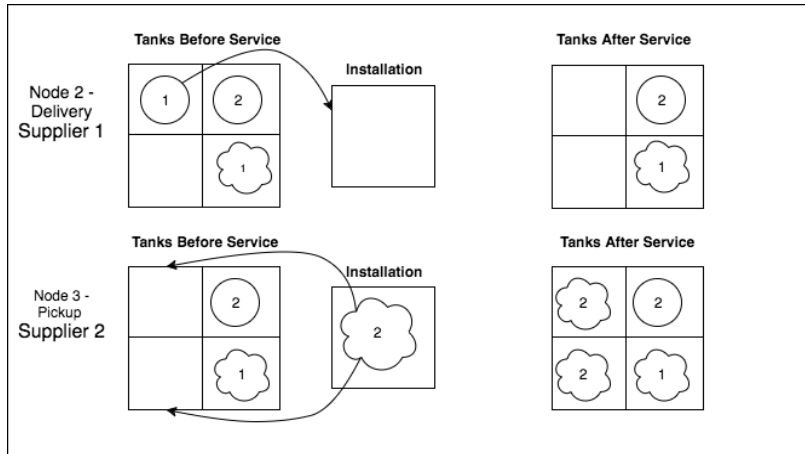 Tanks Before Service
Tanks After Service
Installation
Node 2 -
Delivery
Supplier 1
1
2
1
2
1
Tanks Before Service
Tanks After Service
Installation
Node 3 -
Pickup
Supplier 2
2
1
2
2
2
2
1